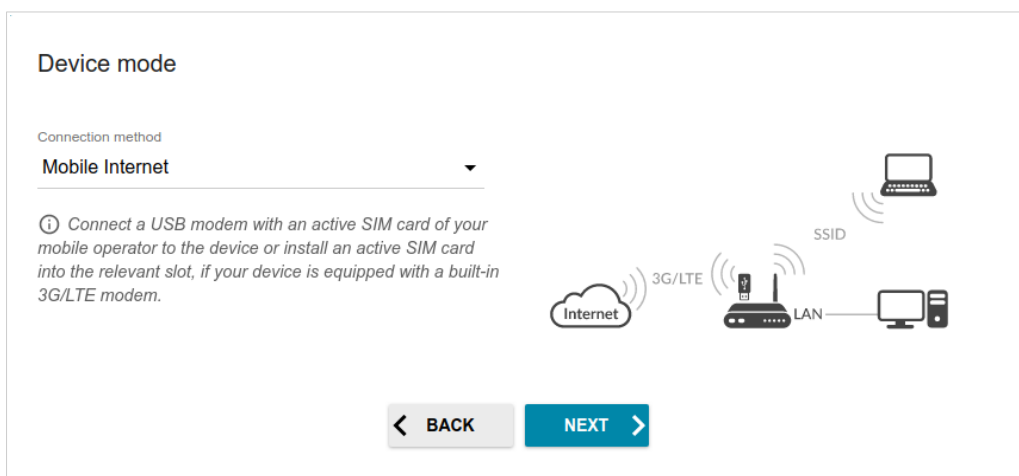 Device mode
Connection method
Mobile Internet
Connect a USB modem with an active SIM card of your
mobile operator to the device or install an active SIM card
into the relevant slot, if your device is equipped with a built-in
3G/LTE modem.
SSID
3G/LTE
Internet
LAN
BACK
NEXT